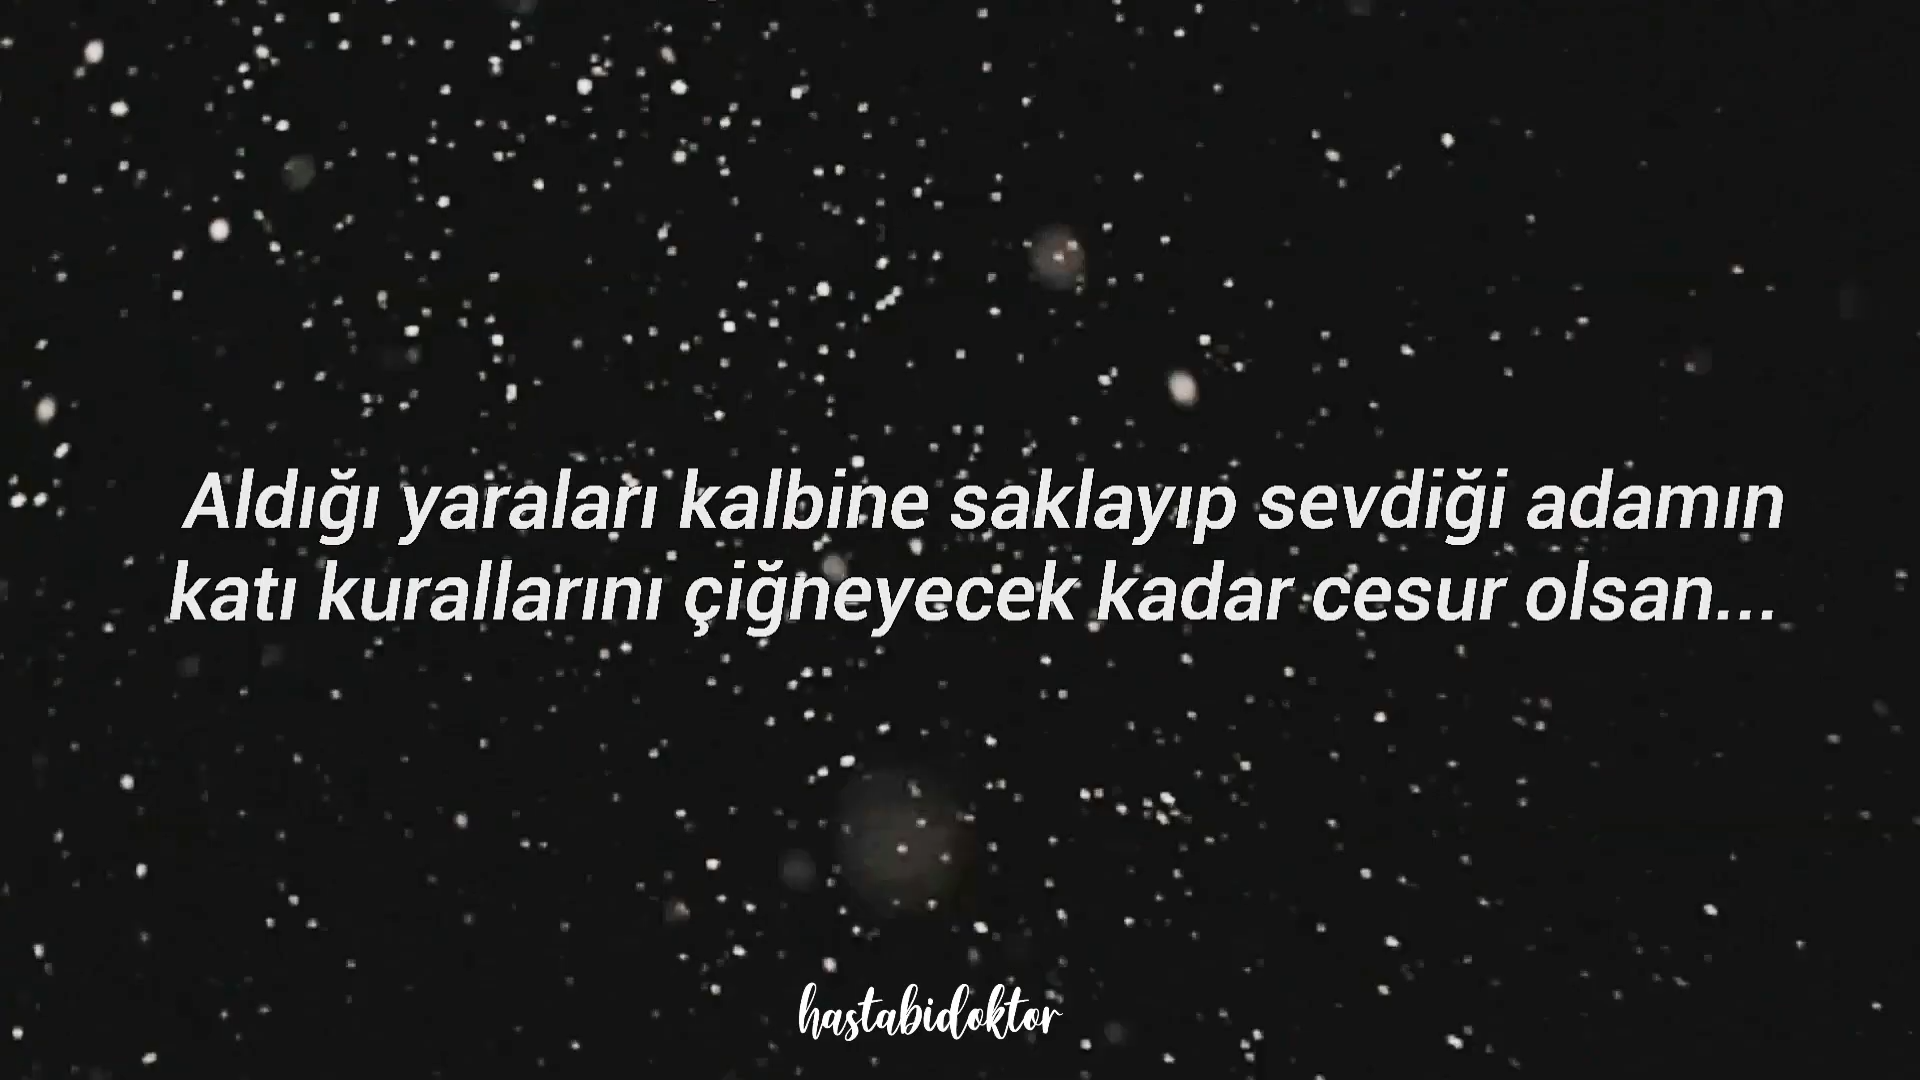 Aldığı yaraları kalbine saklayıp sevdiği adamın
katı kurallarını çiğneyecek kadar cesur olsan...
hastabidoktor